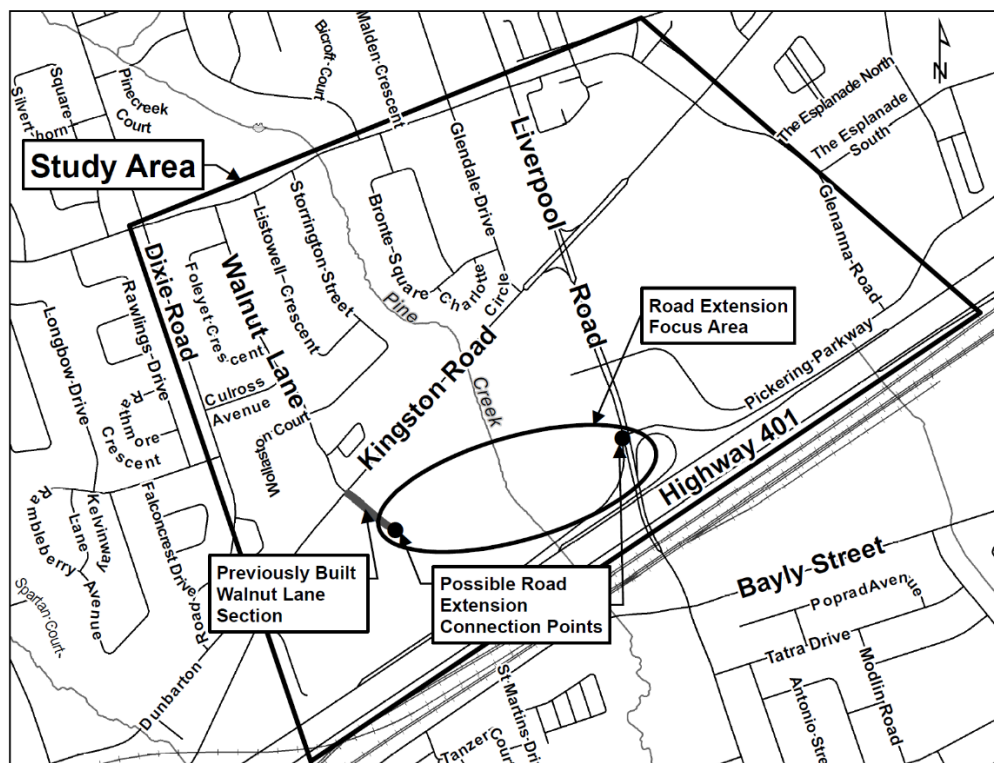 Bicroft-Court
Malden-Crescent
Square
Silvert
horn
Pinecreek
Court
N
The Esplanade North
The Esplanade
South
Study Area
Glendale-Drive
Liverpool
Road
Glenanna-Road
Storrington-Street
Listowell-Crescent
Walnut Lane
Foleyet-Crescent
Dixie-Road
Bronte-Square
Charlotte
Circle
Pine
Creek
Rawlings-Drive
Longbow-Drive
Rathmore
Crescent
Culross
Avenue
Wollaston Court
Kingston-Road
Road Extension
Focus Area
Pickering-Parkway
Highway 401
Kelvinway
Lane
Rambleberry
Avenue
Falconcrest Drive
Spartan-Court
Dunbarton
Road
Previously Built
Walnut Lane
Section
Possible Road
Extension
Connection Points
Bayly-Street
Poprad Avenue
Tatra Drive
Modlin Road
Antonio-Stre
St-Martins-Dri
Tanzer
Court